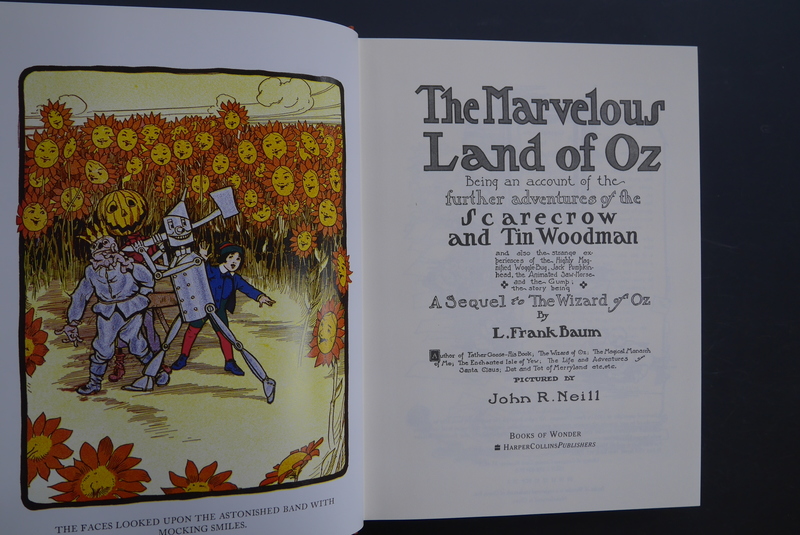 THE FACES LOOKED UPON THE ASTONISHED BAND WITH
MOCKING SMILES.
The Marvelous
Land of Oz
Being an account of the
further adventures of the
Scarecrow
and Tin Woodman
and also the strange ex-
periences of the Highly Mag-
nified Woggle-Bug, Jack Pumpkin-
head, the Animated Saw-Horse
and the Gump;
the story being
A Sequel to The Wizard of Oz
By
L. Frank Baum
Author of Father Goose-His Book, The Wizard of Oz; The Magical Monarch
of Mo; The Enchanted Isle of Yew; The Life and Adventures of
Santa Claus; Dot and Tot of Merryland etc. etc.
PICTURED BY
John R. Neill
BOOKS OF WONDER
HARPERCOLLINSPUBLISHERS